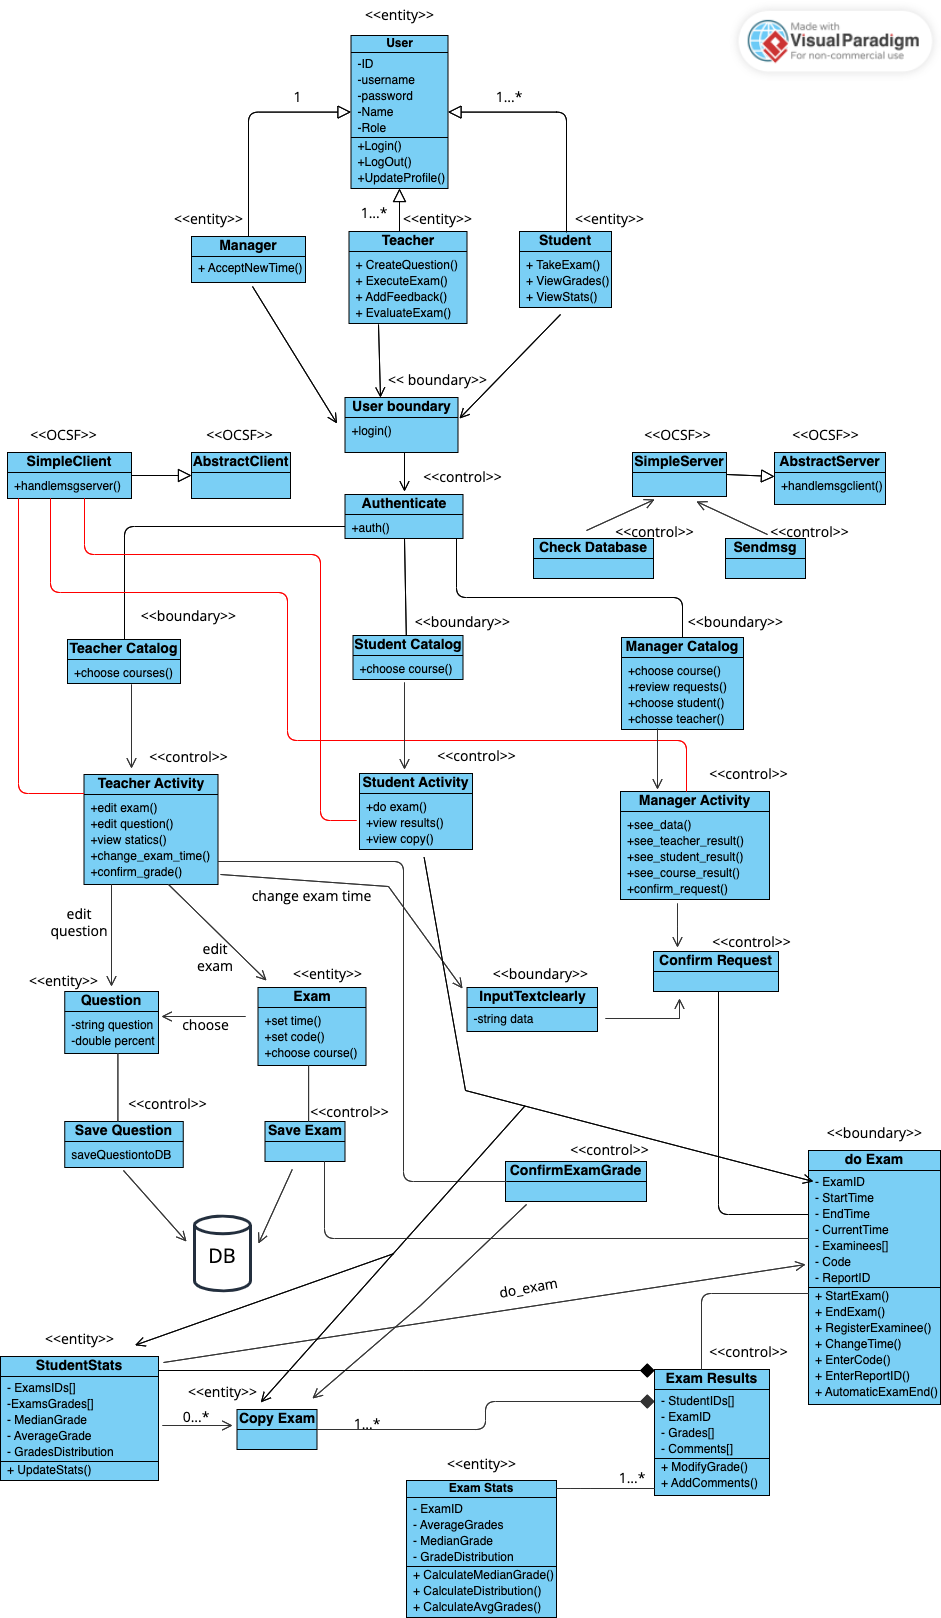 <<entity>>
Made with
Visual Paradigm
For non-commercial use
User
-ID
-username
-password
-Name
-Role
+Login()
+LogOut()
+UpdateProfile()
1
1...*
1...*
<<entity>>
<<entity>>
<<entity>>
Manager
+ AcceptNewTime()
Teacher
+ CreateQuestion()
+ ExecuteExam()
+ AddFeedback()
+ EvaluateExam()
Student
+ TakeExam()
+ ViewGrades()
+ ViewStats()
<< boundary>>
User boundary
+login()
<<OCSF>>
SimpleClient
+handlemsgserver()
<<OCSF>>
AbstractClient
<<OCSF>>
SimpleServer
<<OCSF>>
AbstractServer
+handlemsgclient()
<<control>>
Authenticate
+auth()
<<control>>
Check Database
<<control>>
Sendmsg
<<boundary>>
Teacher Catalog
+choose courses()
<<boundary>>
Student Catalog
+choose course()
<<boundary>>
Manager Catalog
+choose course()
+review requests()
+choose student()
+chosse teacher()
<<control>>
Teacher Activity
+edit exam()
+edit question()
+view statics()
+change_exam_time()
+confirm_grade()
<<control>>
Student Activity
+do exam()
+view results()
+view copy()
<<control>>
Manager Activity
+see_data()
+see_teacher_result()
+see_student_result()
+see_course_result()
+confirm_request()
change exam time
edit
question
edit
exam
<<control>>
Confirm Request
<<entity>>
Question
-string question
-double percent
<<entity>>
Exam
+set time()
+set code()
+choose course()
choose
<<boundary>>
InputTextclearly
-string data
<<control>>
Save Question
saveQuestiontoDB
<<control>>
Save Exam
<<control>>
ConfirmExamGrade
<<boundary>>
do Exam
- ExamID
- StartTime
- EndTime
- CurrentTime
- Examinees[]
- Code
- ReportID
+ StartExam()
+ EndExam()
+ RegisterExaminee()
+ ChangeTime()
+ EnterCode()
+ EnterReportID()
+ AutomaticExamEnd()
DB
do_exam
<<entity>>
StudentStats
- ExamsIDs[]
-ExamsGrades[]
- MedianGrade
- AverageGrade
- GradesDistribution
+ UpdateStats()
0...*
<<entity>>
Copy Exam
1...*
<<control>>
Exam Results
- StudentIDs[]
- ExamID
- Grades[]
- Comments[]
+ ModifyGrade()
+ AddComments()
1...*
<<entity>>
Exam Stats
- ExamID
- AverageGrades
- MedianGrade
- GradeDistribution
+ CalculateMedianGrade()
+ CalculateDistribution()
+ CalculateAvgGrades()